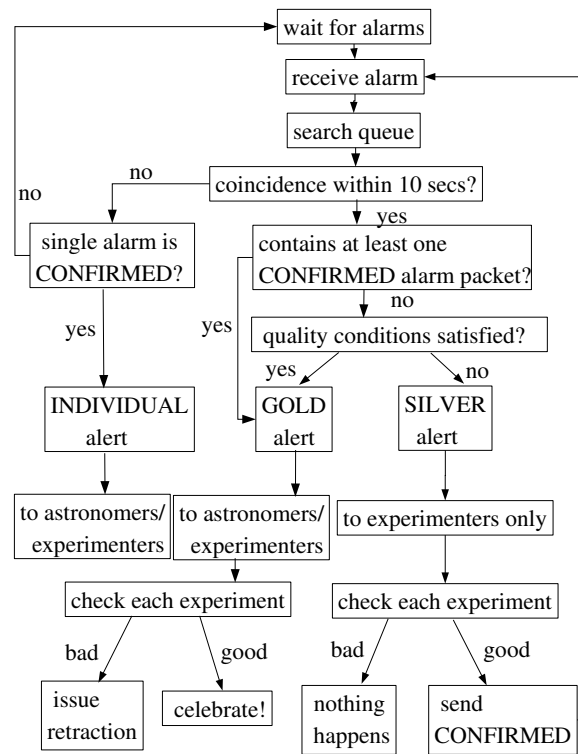 wait for alarms
receive alarm
search queue
no
coincidence within 10 secs?
no
yes
single alarm is
CONFIRMED?
contains at least one
CONFIRMED alarm packet?
no
yes
yes
quality conditions satisfied?
yes
no
INDIVIDUAL
alert
GOLD
alert
SILVER
alert
to astronomers/
experimenters
to astronomers/
experimenters
to experimenters only
check each experiment
check each experiment
bad
good
bad
good
issue
retraction
celebrate!
nothing
happens
send
CONFIRMED